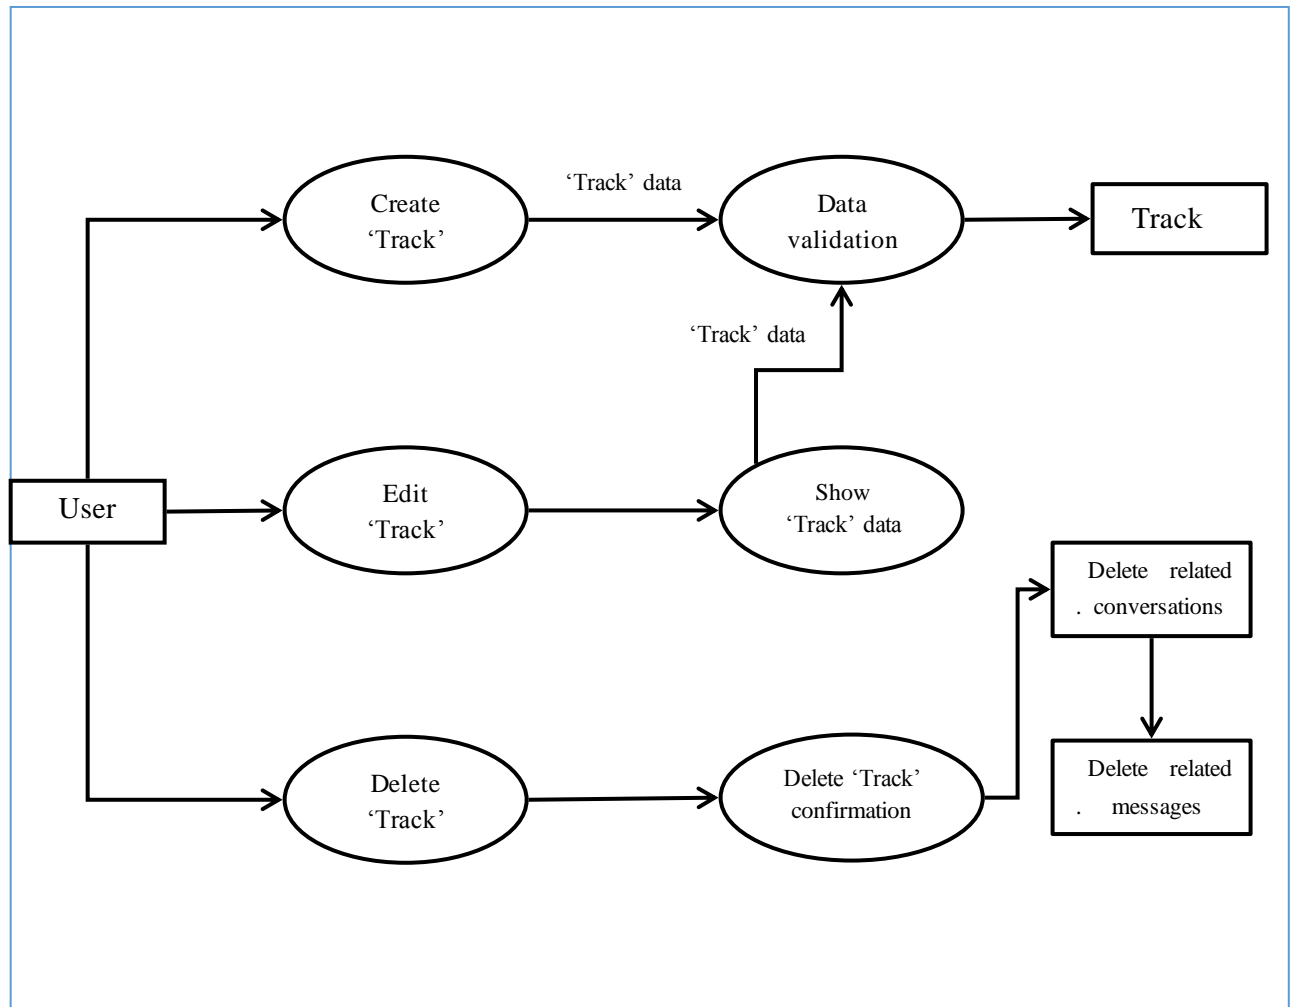 ‘Track’ data
Create
‘Track’
Data
validation
Track
‘Track’ data
User
Edit
‘Track’
Show
‘Track’ data
Delete related
. conversations
Delete
‘Track’
Delete ‘Track’
confirmation
Delete related
. messages